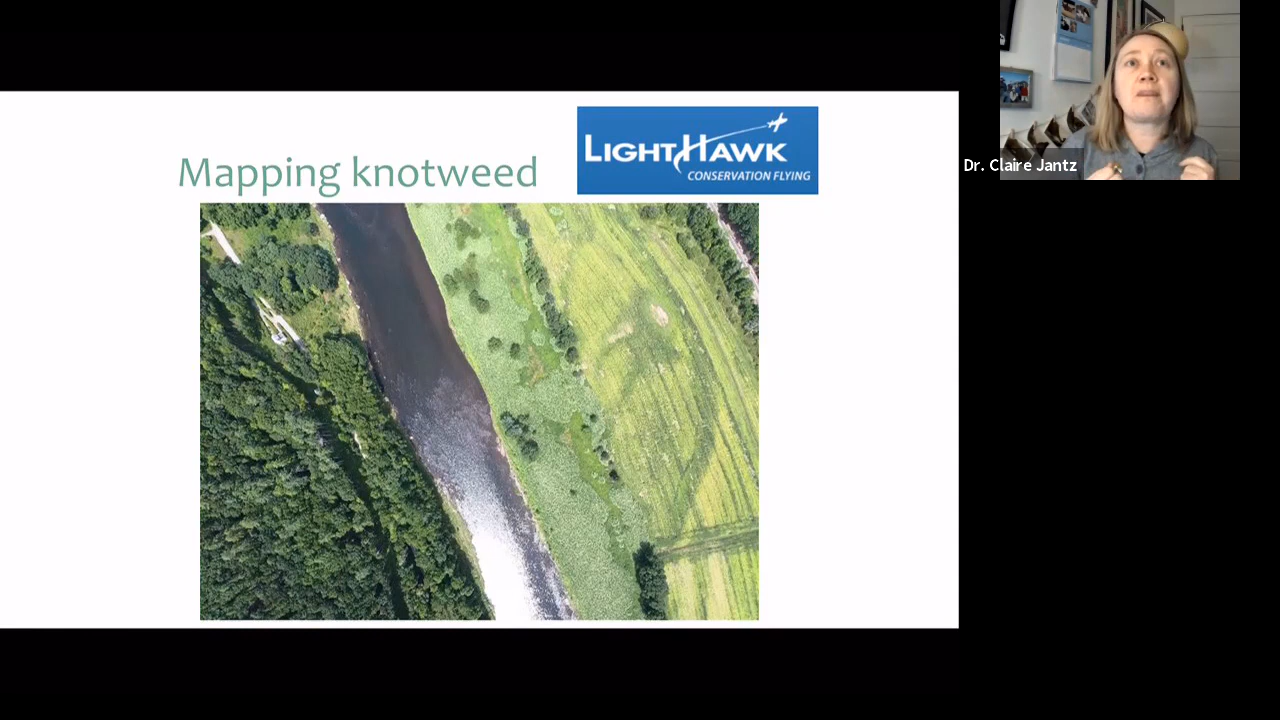 Mapping knotweed
LIGHTHAWK
CONSERVATION FLYING
Dr. Claire Jantz